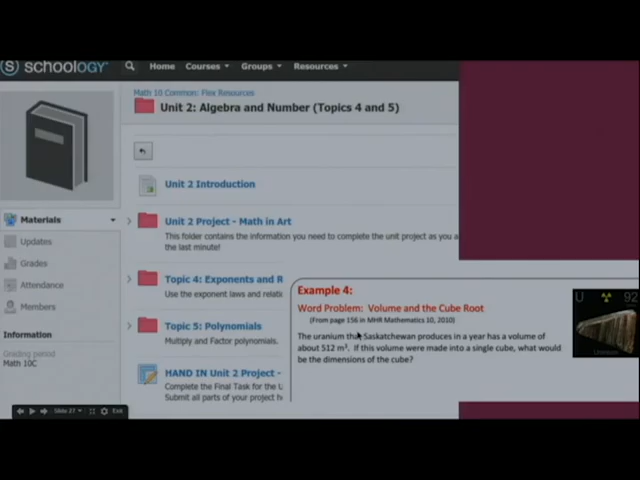 schoology
Home Courses Groups Resources
Math 10 Common: Flex Resources
Unit 2: Algebra and Number (Topics 4 and 5)
Unit 2 Introduction
Unit 2 Project - Math in Art
This folder contains the information you need to complete the unit project as you a
the last minute!
Materials
Updates
Grades
Attendance
Members
Information
Grading period
Math 10C
Topic 4: Exponents and R
Use the exponent laws and relati
Topic 5: Polynomials
Multiply and Factor polynomials.
HAND IN Unit 2 Project -
Complete the Final Task for the U
Submit all parts of your project h
Example 4:
Word Problem: Volume and the Cube Root
(From page 156 in MHR Mathematics 10, 2010)
The uranium that Saskatchewan produces in a year has a volume of
about 512 m³. If this volume were made into a single cube, what would
be the dimensions of the cube?
U 92
Uranium
Slide 27 Exit